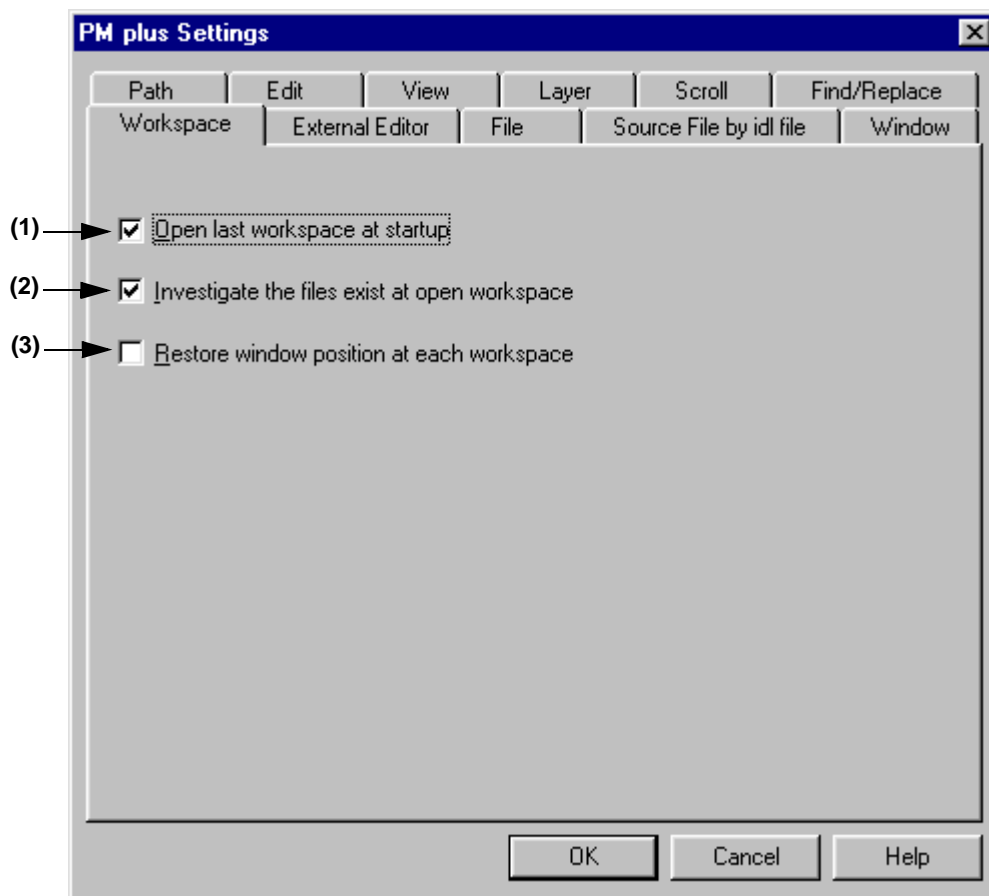 PM plus Settings
Path Edit View Layer Scroll Find/Replace
Workspace External Editor File Source File by idl file Window
(1) Open last workspace at startup
(2) Investigate the files exist at open workspace
(3) Restore window position at each workspace
OK Cancel Help